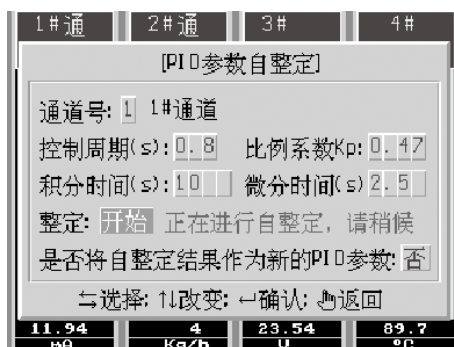 1#通 2#通 3# 4#
[PID参数自整定]
通道号: 1 1#通道
控制周期(s): 0.8 比例系数Kp: 0.47
积分时间(s): 10 微分时间(s) 2.5
整定: 开始 正在进行自整定, 请稍候
是否将自整定结果作为新的PID参数: 否
⇆选择: ↑↓改变: ↵确认: 返回
11.94 4 23.54 89.7
mA Kg/h V °C